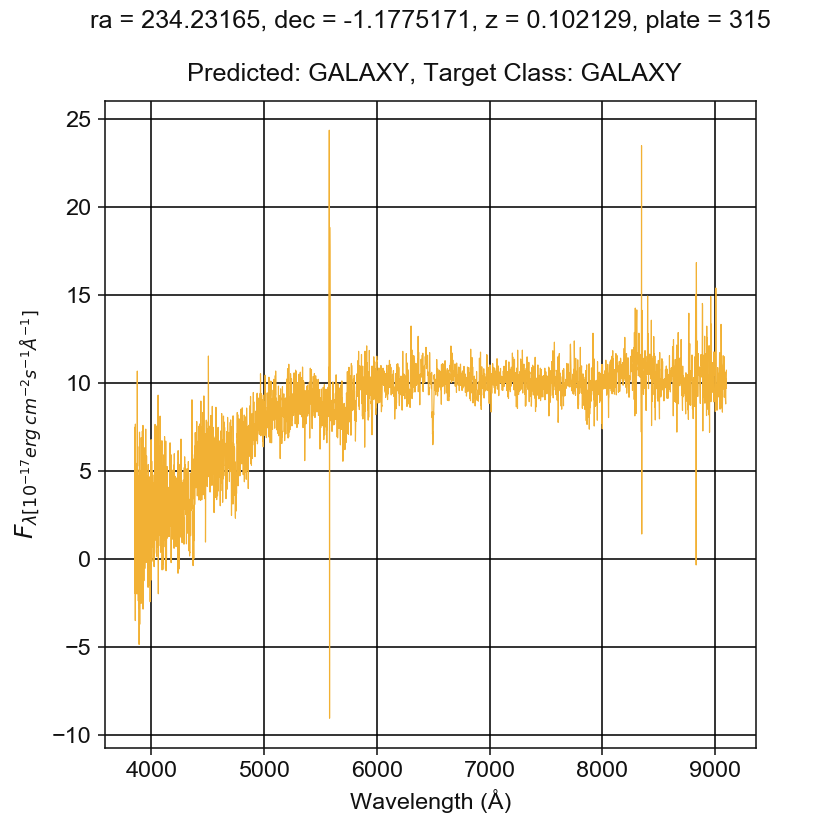 ra = 234.23165, dec = -1.1775171, z = 0.102129, plate = 315
Predicted: GALAXY, Target Class: GALAXY
25
20
15
10
5
0
−5
−10
F_{λ[10^{−17} erg cm^{−2} s^{−1} Å^{−1}]}
4000 5000 6000 7000 8000 9000
Wavelength (Å)